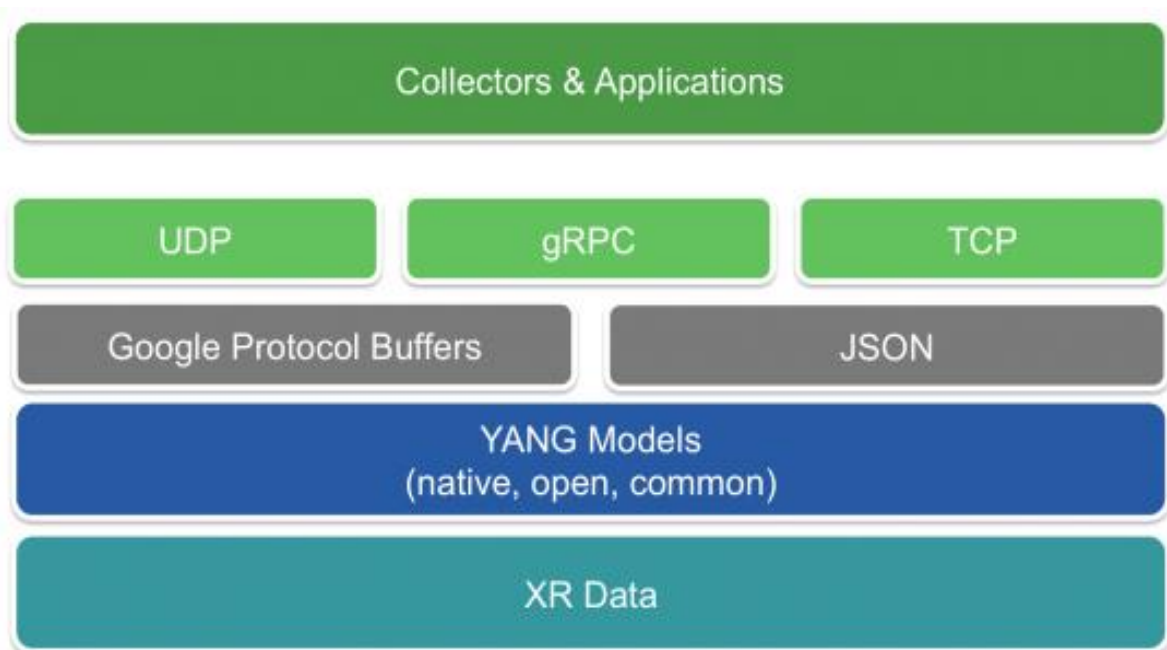 Collectors & Applications
UDP
gRPC
TCP
Google Protocol Buffers
JSON
YANG Models
(native, open, common)
XR Data